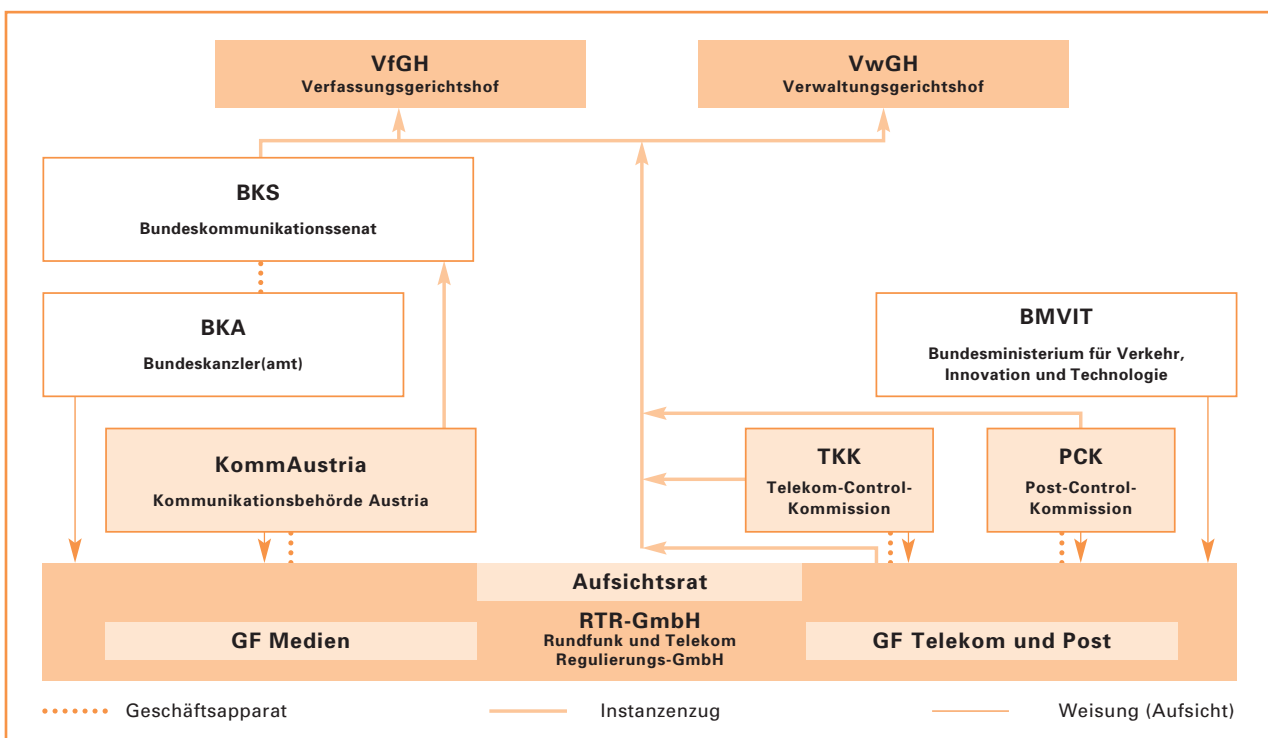 VfGH
Verfassungsgerichtshof
VwGH
Verwaltungsgerichtshof
BKS
Bundeskommunikationssenat
BKA
Bundeskanzler(amt)
BMVIT
Bundesministerium für Verkehr,
Innovation und Technologie
KommAustria
Kommunikationsbehörde Austria
TKK
Telekom-Control-
Kommission
PCK
Post-Control-
Kommission
Aufsichtsrat
RTR-GmbH
Rundfunk und Telekom
Regulierungs-GmbH
GF Medien
GF Telekom und Post
Geschäftsapparat
Instanzenzug
Weisung (Aufsicht)